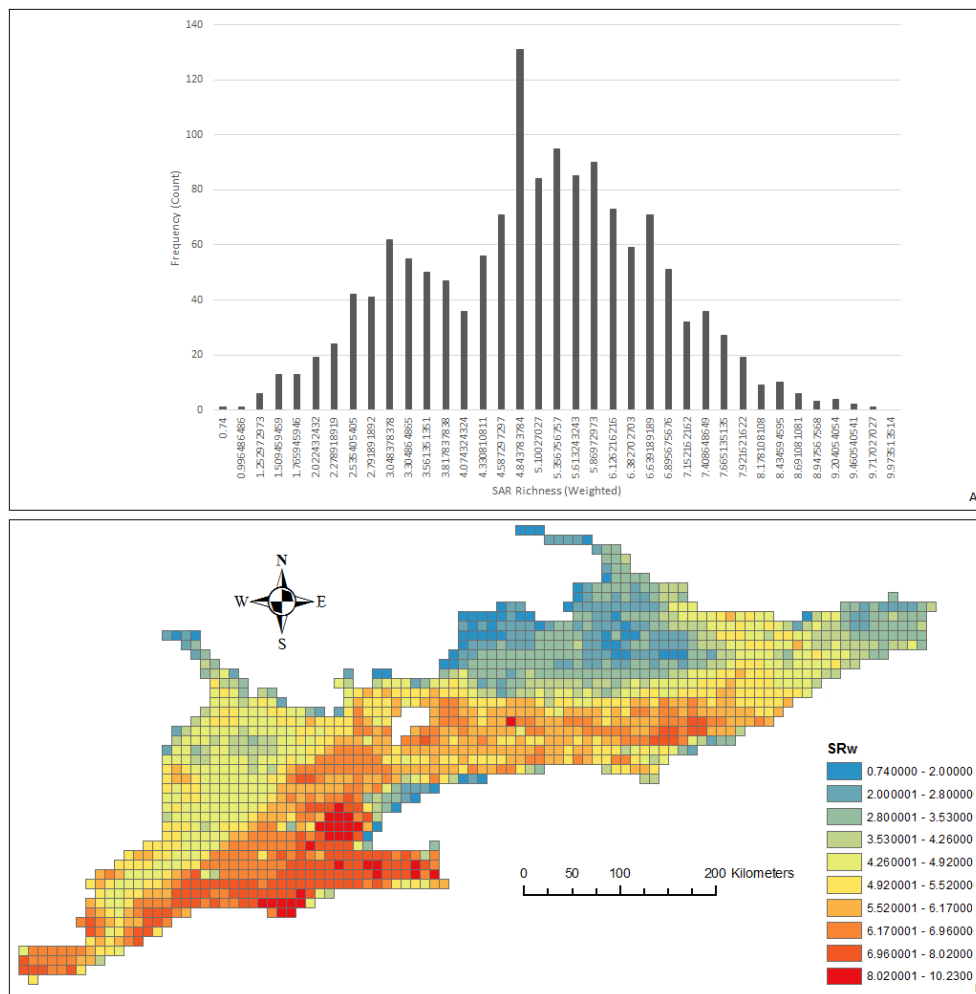 140
120
100
80
60
40
20
0
Frequency (Count)
0.74
0.996486486
1.252972973
1.509459459
1.765945946
2.022432432
2.278918919
2.535405405
2.791891892
3.048378378
3.304864865
3.561351351
3.817837838
4.074324324
4.330810811
4.587297297
4.843783784
5.10027027
5.356756757
5.613243243
5.86972973
6.126216216
6.382702703
6.639189189
6.895675676
7.152162162
7.408648649
7.665135135
7.921621622
8.178108108
8.434594595
8.691081081
8.947567568
9.204054054
9.460540541
9.717027027
9.973513514
SAR Richness (Weighted)
A
N
W E
S
SRw
0.740000 - 2.00000
2.000001 - 2.80000
2.800001 - 3.53000
3.530001 - 4.26000
4.260001 - 4.92000
4.920001 - 5.52000
5.520001 - 6.17000
6.170001 - 6.96000
6.960001 - 8.02000
8.020001 - 10.2300
0 50 100 200 Kilometers